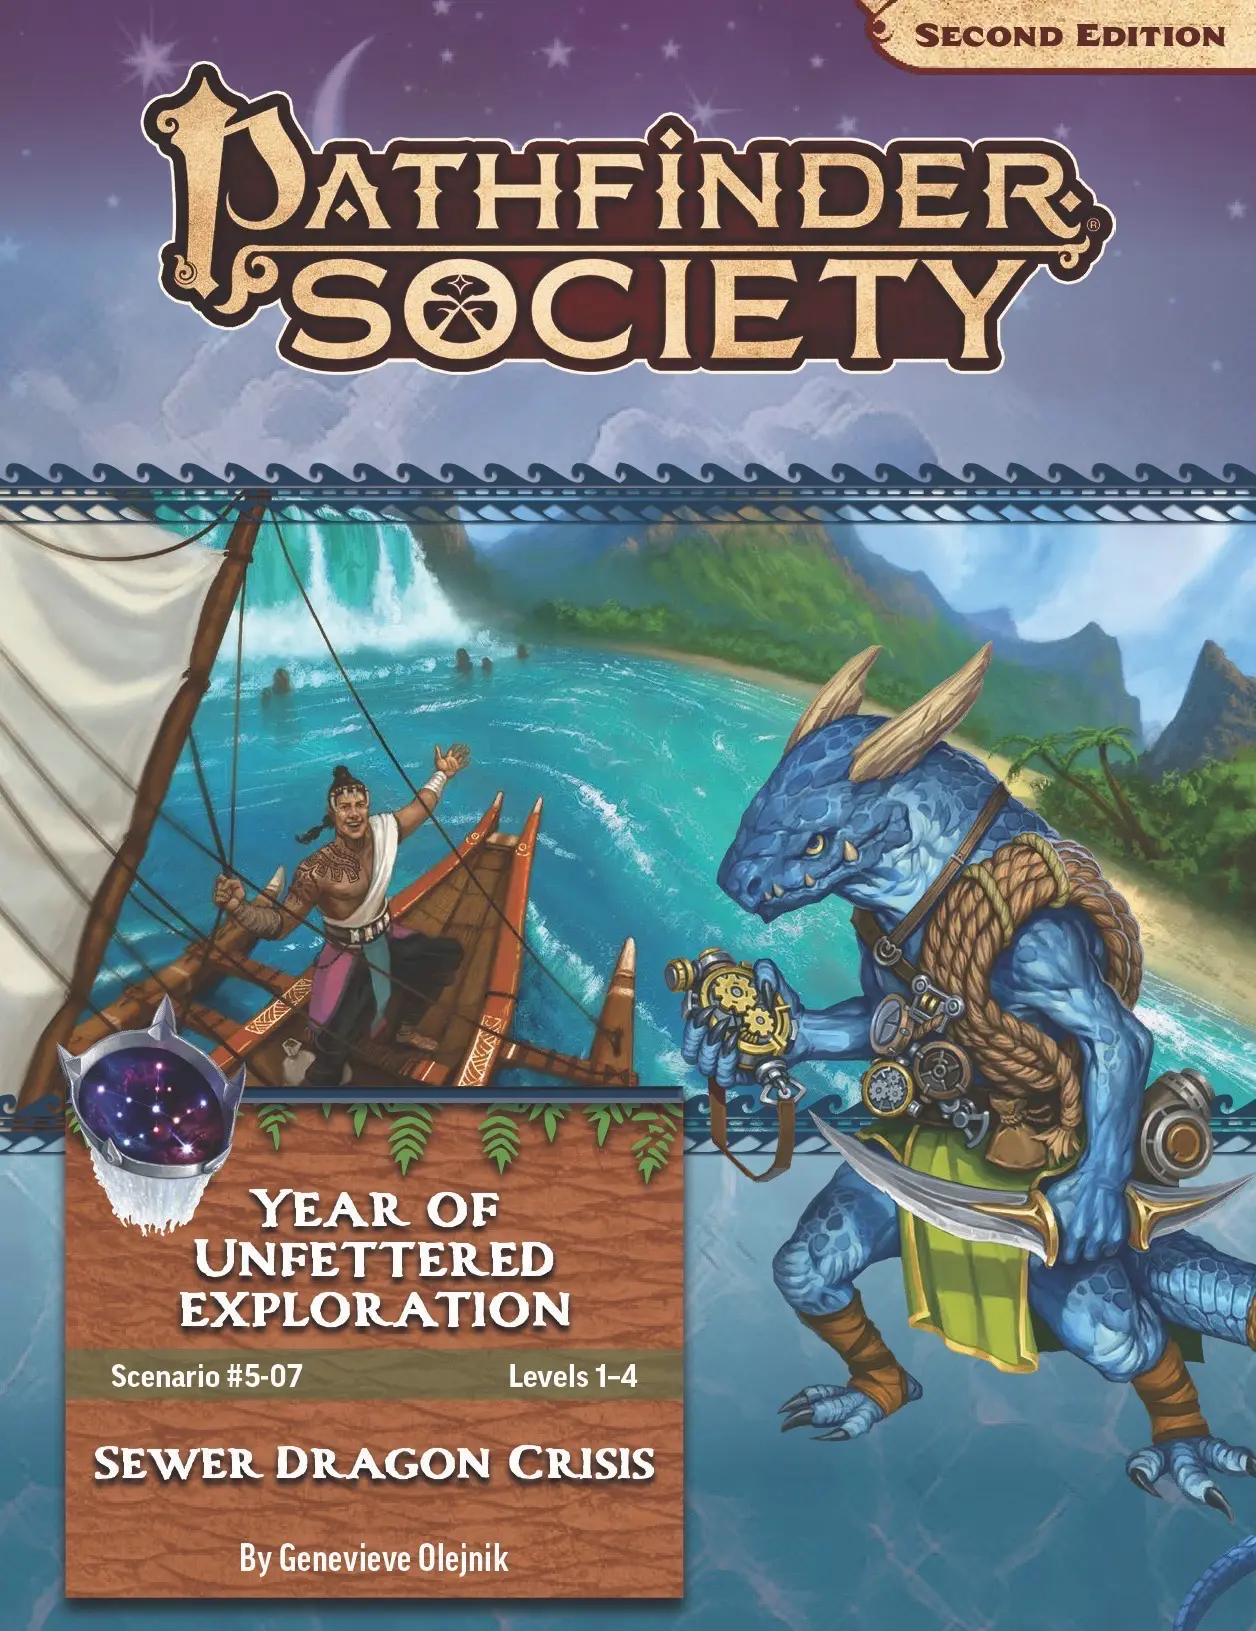 Second Edition
Pathfinder
®
Society
Year of
Unfettered
Exploration
Scenario #5-07 Levels 1–4
Sewer Dragon Crisis
By Genevieve Olejnik